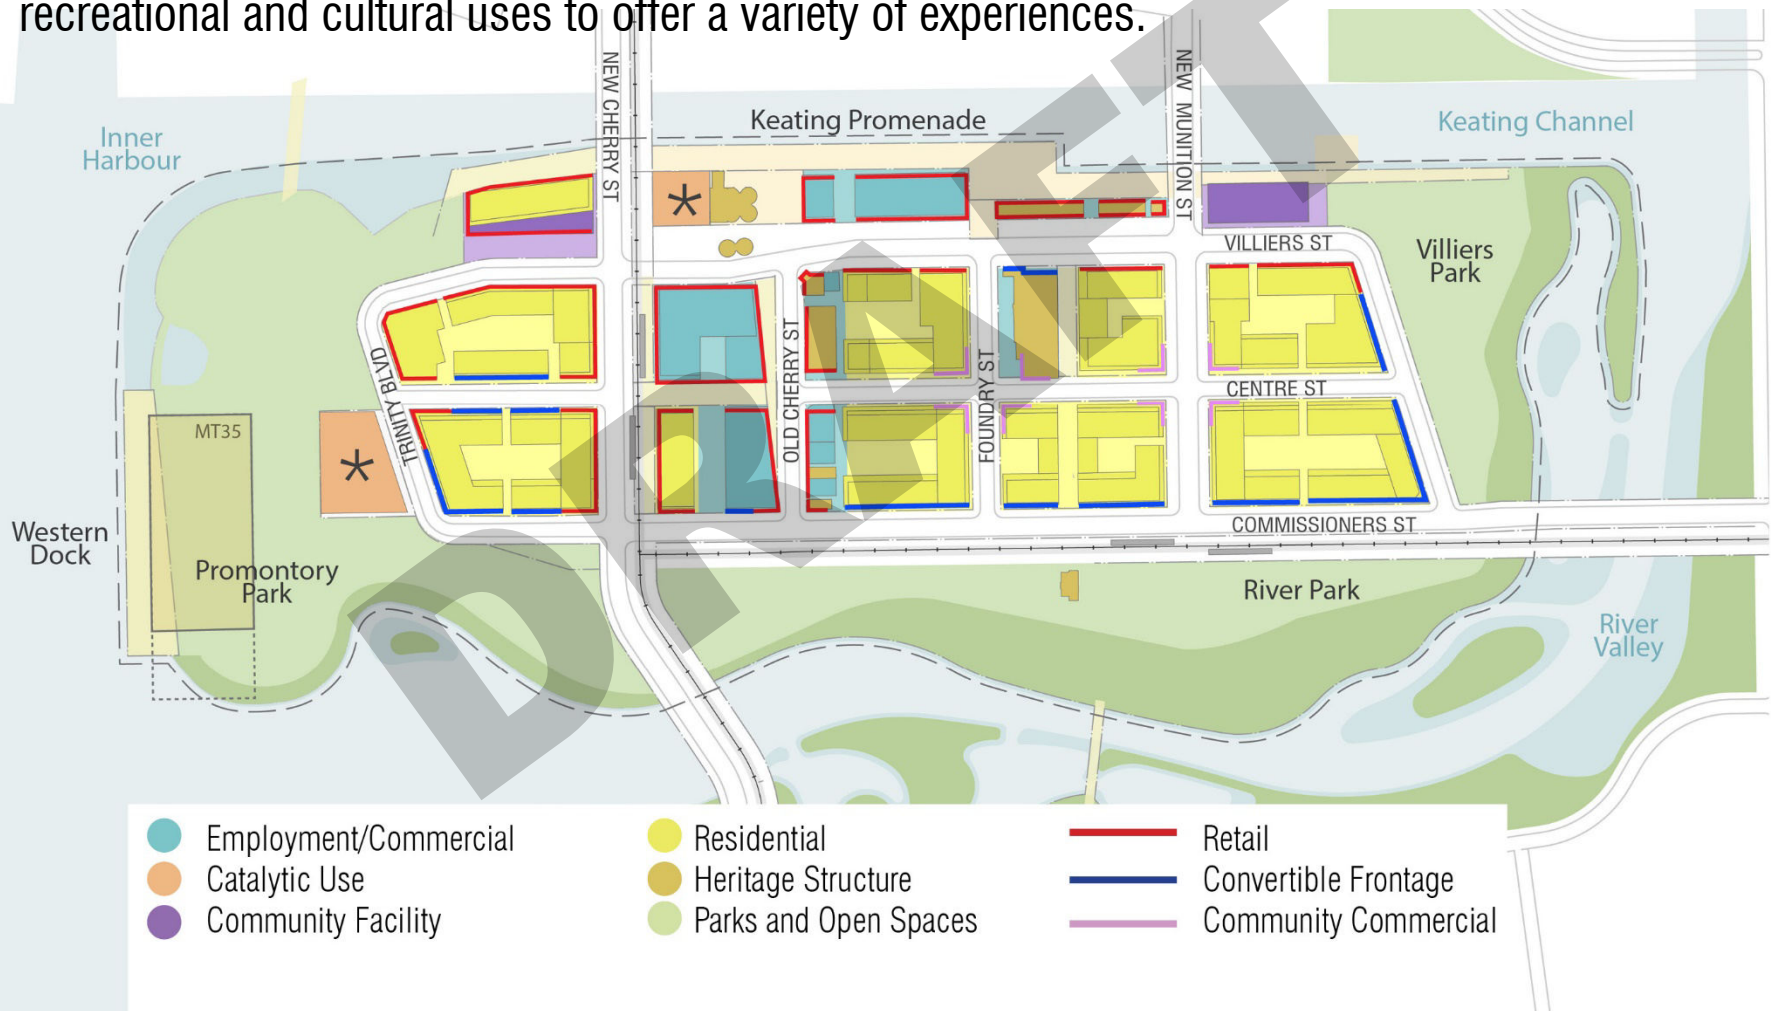 recreational and cultural uses to offer a variety of experiences.
NEW CHERRY ST
NEW MUNITION ST
Keating Promenade
Keating Channel
Inner
Harbour
VILLIERS ST
Villiers
Park
TRINITY BLVD
OLD CHERRY ST
FOUNDRY ST
CENTRE ST
MT35
*
*
COMMISSIONERS ST
Western
Dock
Promontory
Park
River Park
River
Valley
DRAFT
Employment/Commercial
Catalytic Use
Community Facility
Residential
Heritage Structure
Parks and Open Spaces
Retail
Convertible Frontage
Community Commercial